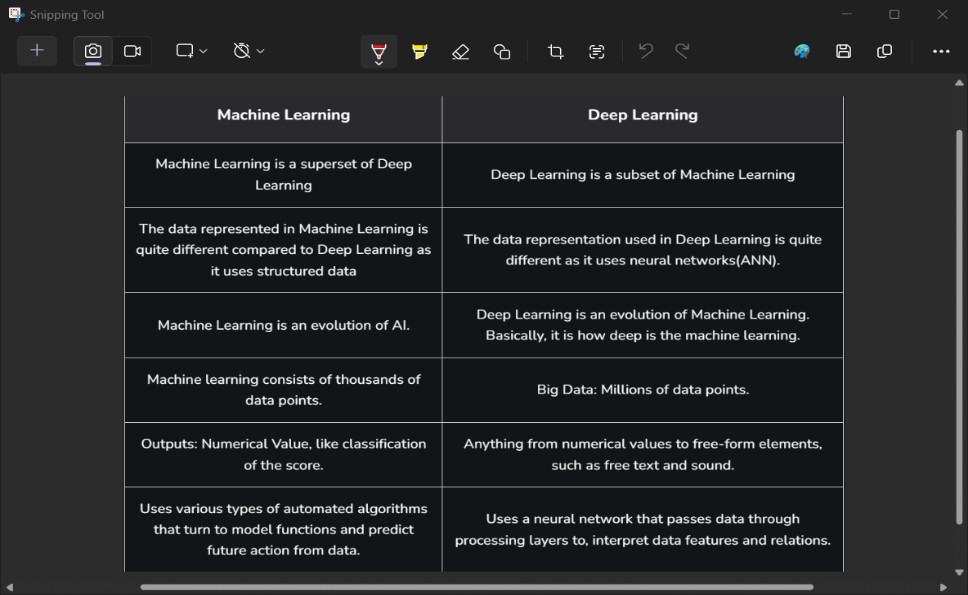 Snipping Tool
Machine Learning
Deep Learning
Machine Learning is a superset of Deep
Learning
Deep Learning is a subset of Machine Learning
The data represented in Machine Learning is
quite different compared to Deep Learning as
it uses structured data
The data representation used in Deep Learning is quite
different as it uses neural networks(ANN).
Machine Learning is an evolution of AI.
Deep Learning is an evolution of Machine Learning.
Basically, it is how deep is the machine learning.
Machine learning consists of thousands of
data points.
Big Data: Millions of data points.
Outputs: Numerical Value, like classification
of the score.
Anything from numerical values to free-form elements,
such as free text and sound.
Uses various types of automated algorithms
that turn to model functions and predict
future action from data.
Uses a neural network that passes data through
processing layers to, interpret data features and relations.